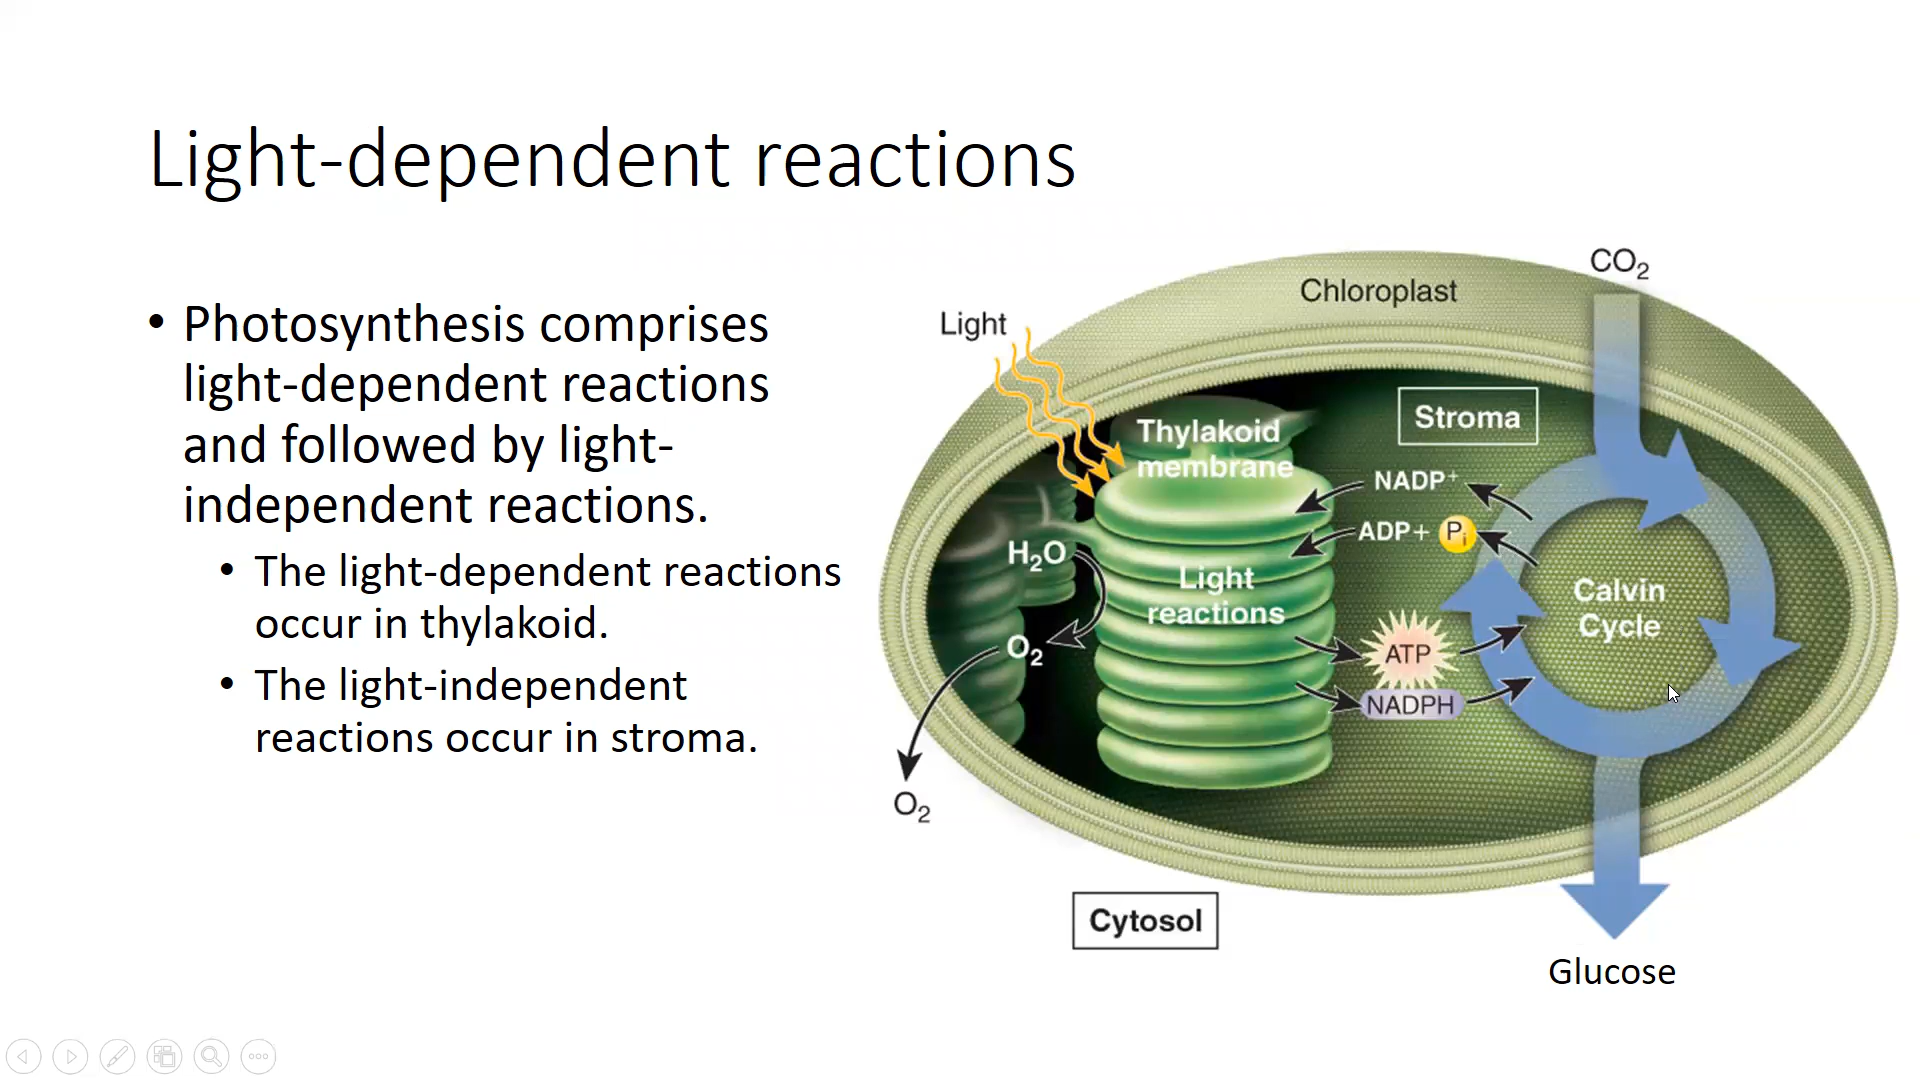 Light-dependent reactions
• Photosynthesis comprises
light-dependent reactions
and followed by light-
independent reactions.
• The light-dependent reactions
occur in thylakoid.
• The light-independent
reactions occur in stroma.
CO₂
Chloroplast
Light
Stroma
Thylakoid
membrane
NADP⁺
ADP+ Pᵢ
H₂O
Light
reactions
Calvin
Cycle
O₂
ATP
NADPH
O₂
Cytosol
Glucose